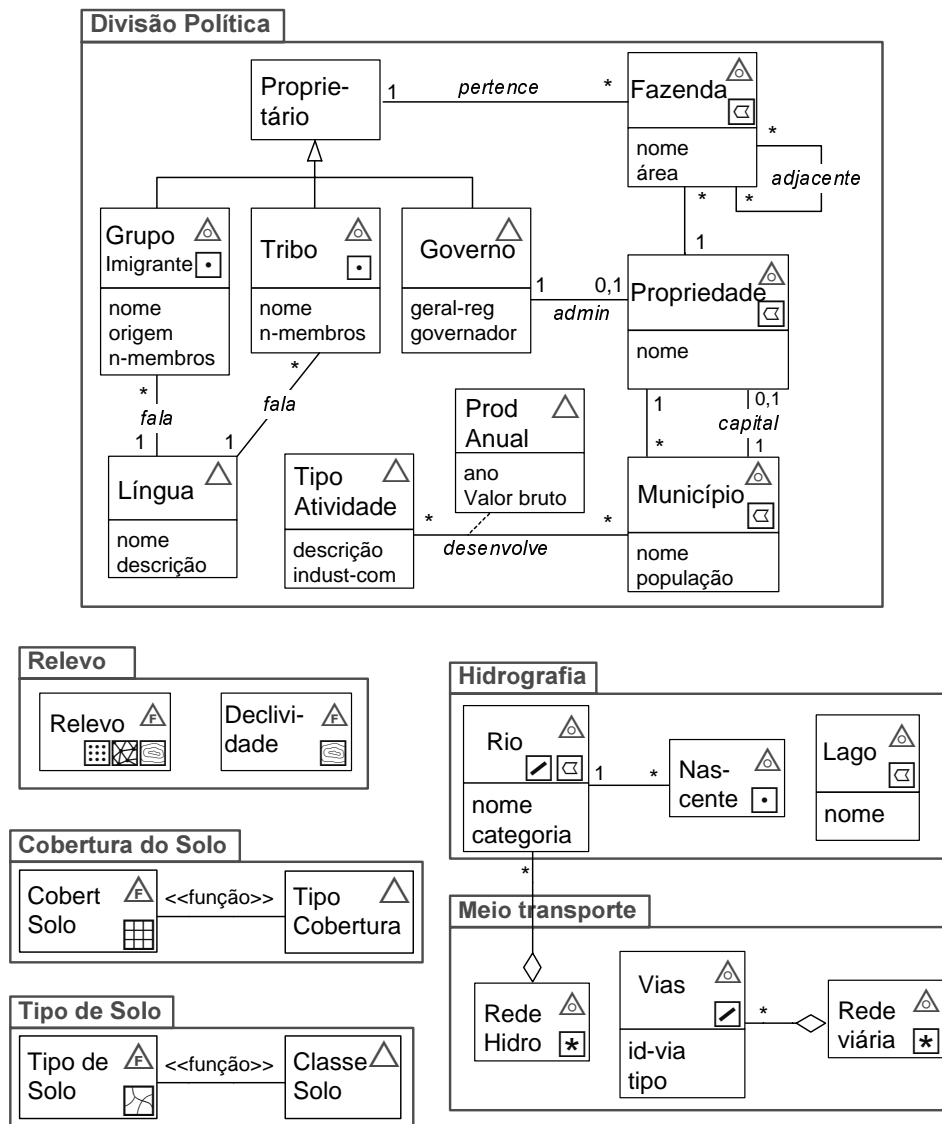 Divisão Política
Proprie-
tário
1
pertence
*
Fazenda
nome
área
*
adjacente
*
*
1
Grupo
Imigrante
nome
origem
n-membros
Tribo
nome
n-membros
Governo
geral-reg
governador
1
0,1
admin
Propriedade
nome
*
fala
1
*
fala
1
Língua
nome
descrição
Tipo
Atividade
descrição
indust-com
Prod
Anual
ano
Valor bruto
*
desenvolve
*
1
*
0,1
capital
1
Município
nome
população
Relevo
Relevo
F
Declivi-
dade
F
Hidrografia
Rio
nome
categoria
1
*
Nas-
cente
Lago
nome
*
Cobertura do Solo
Cobert
Solo
F
<<função>>
Tipo
Cobertura
Meio transporte
Rede
Hidro
*
Vias
id-via
tipo
*
Rede
viária
*
Tipo de Solo
Tipo de
Solo
F
<<função>>
Classe
Solo